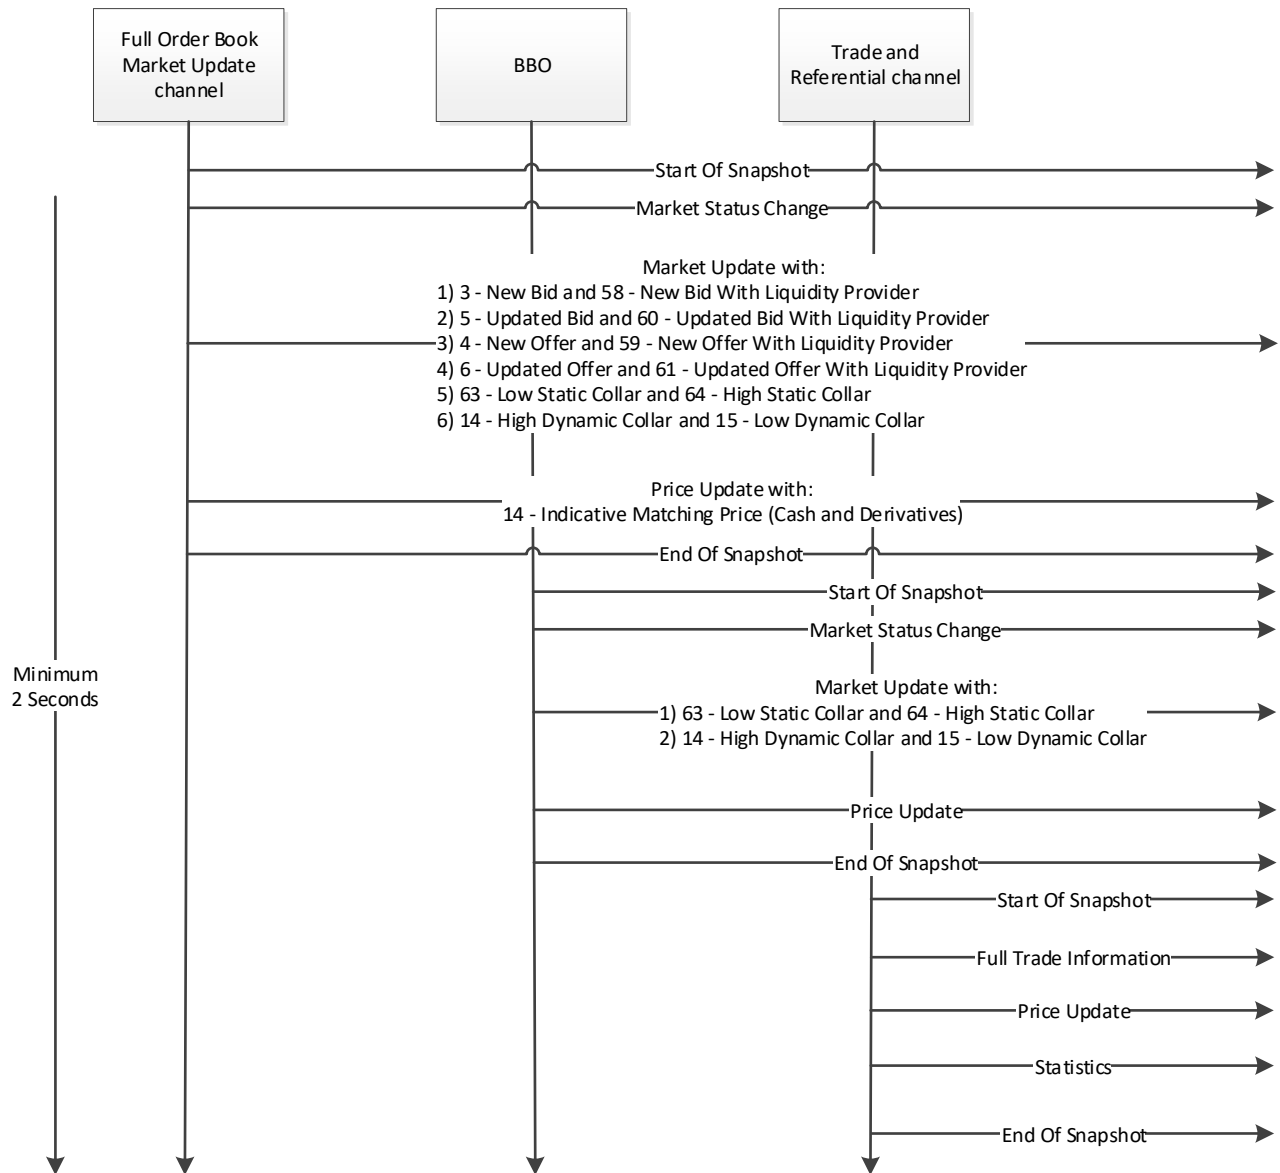 Full Order Book
Market Update
channel
BBO
Trade and
Referential channel
Start Of Snapshot
Market Status Change
Market Update with:
1) 3 - New Bid and 58 - New Bid With Liquidity Provider
2) 5 - Updated Bid and 60 - Updated Bid With Liquidity Provider
3) 4 - New Offer and 59 - New Offer With Liquidity Provider
4) 6 - Updated Offer and 61 - Updated Offer With Liquidity Provider
5) 63 - Low Static Collar and 64 - High Static Collar
6) 14 - High Dynamic Collar and 15 - Low Dynamic Collar
Price Update with:
14 - Indicative Matching Price (Cash and Derivatives)
End Of Snapshot
Start Of Snapshot
Market Status Change
Minimum
2 Seconds
Market Update with:
1) 63 - Low Static Collar and 64 - High Static Collar
2) 14 - High Dynamic Collar and 15 - Low Dynamic Collar
Price Update
End Of Snapshot
Start Of Snapshot
Full Trade Information
Price Update
Statistics
End Of Snapshot